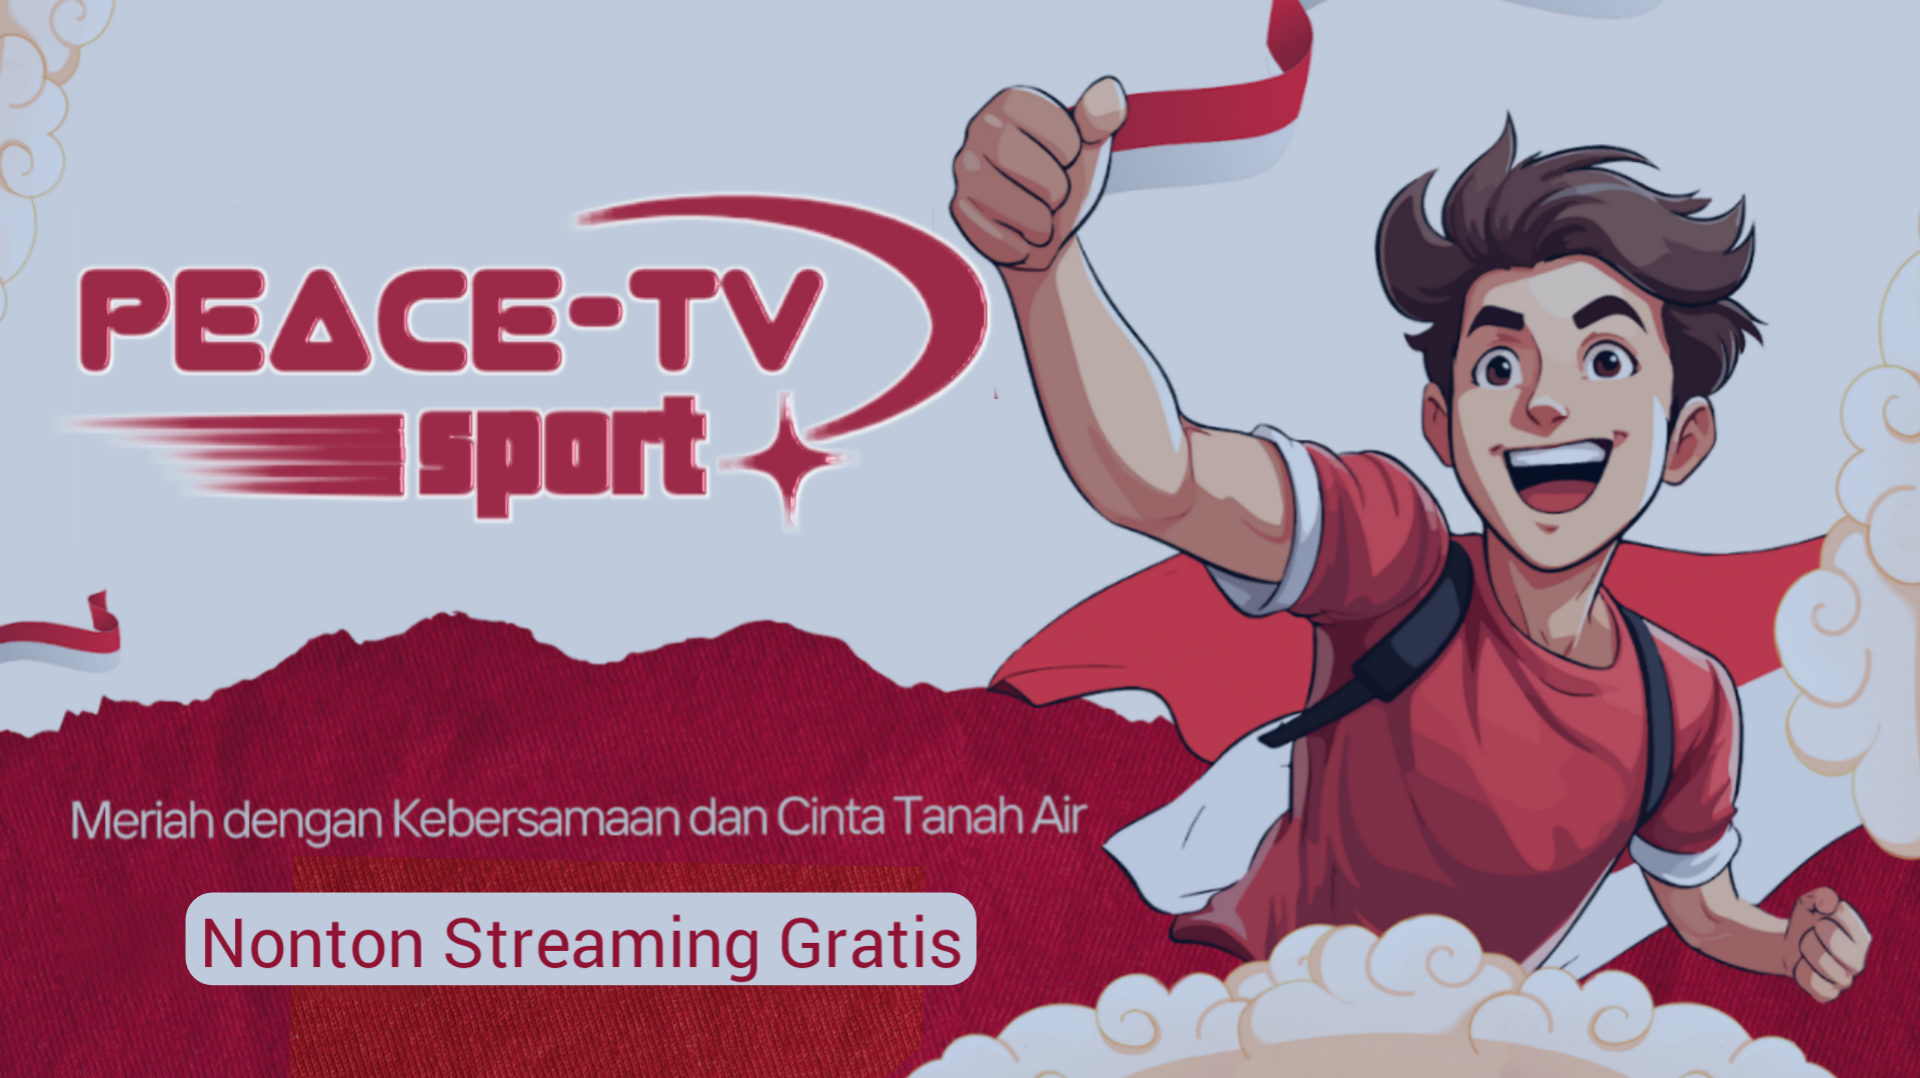 PEACE-TV
sport
Meriah dengan Kebersamaan dan Cinta Tanah Air
Nonton Streaming Gratis